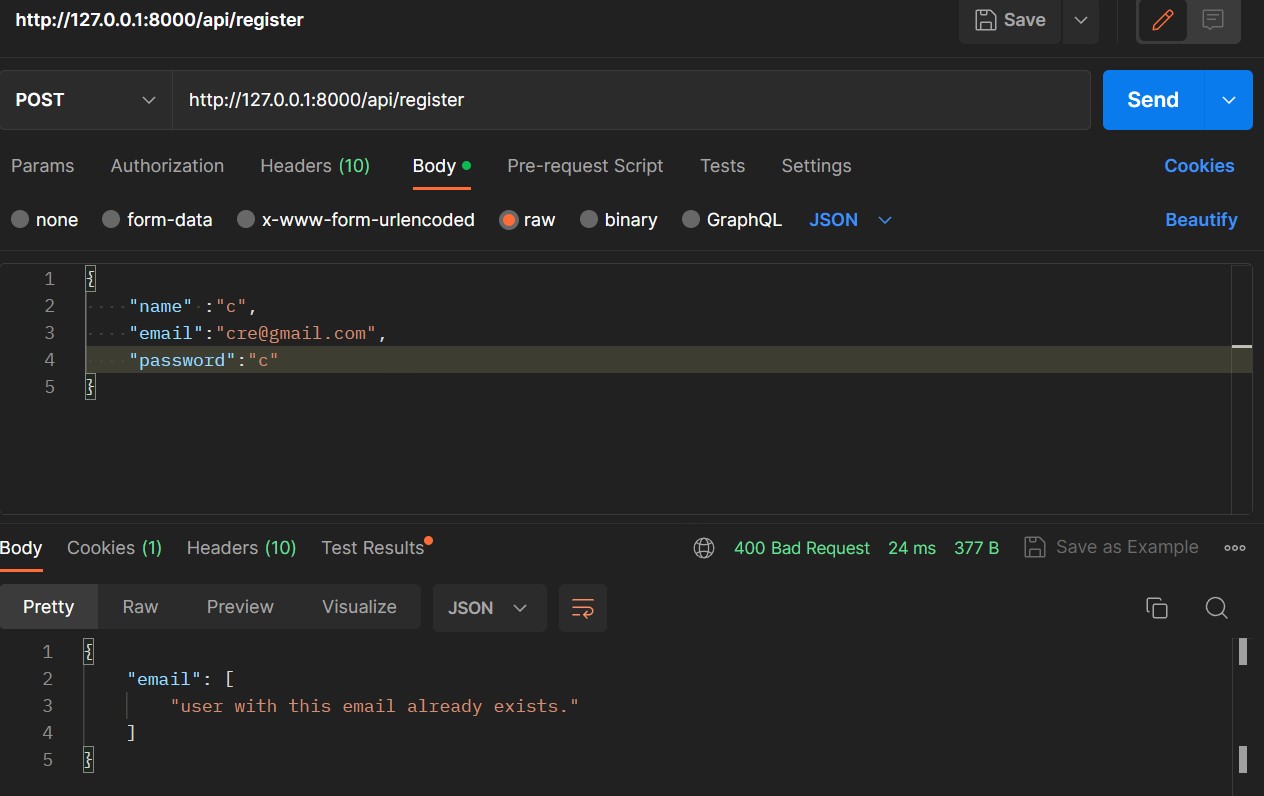 http://127.0.0.1:8000/api/register
Save
POST
http://127.0.0.1:8000/api/register
Send
Params Authorization Headers (10) Body Pre-request Script Tests Settings Cookies
none form-data x-www-form-urlencoded raw binary GraphQL JSON Beautify
1 {
2 "name" :"c",
3 "email":"cre@gmail.com",
4 "password":"c"
5 }
Body Cookies (1) Headers (10) Test Results 400 Bad Request 24 ms 377 B Save as Example
Pretty Raw Preview Visualize JSON
1 {
2 "email": [
3 "user with this email already exists."
4 ]
5 }